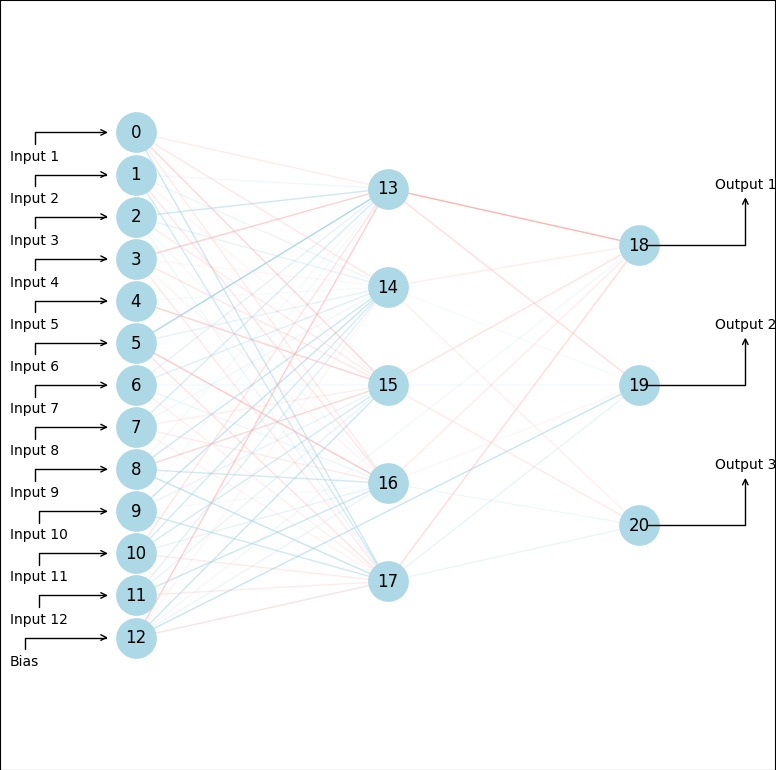 0
Input 1
1
Input 2
2
Input 3
3
Input 4
4
Input 5
5
Input 6
6
Input 7
7
Input 8
8
Input 9
9
Input 10
10
Input 11
11
Input 12
12
Bias
13
14
15
16
17
Output 1
18
Output 2
19
Output 3
20